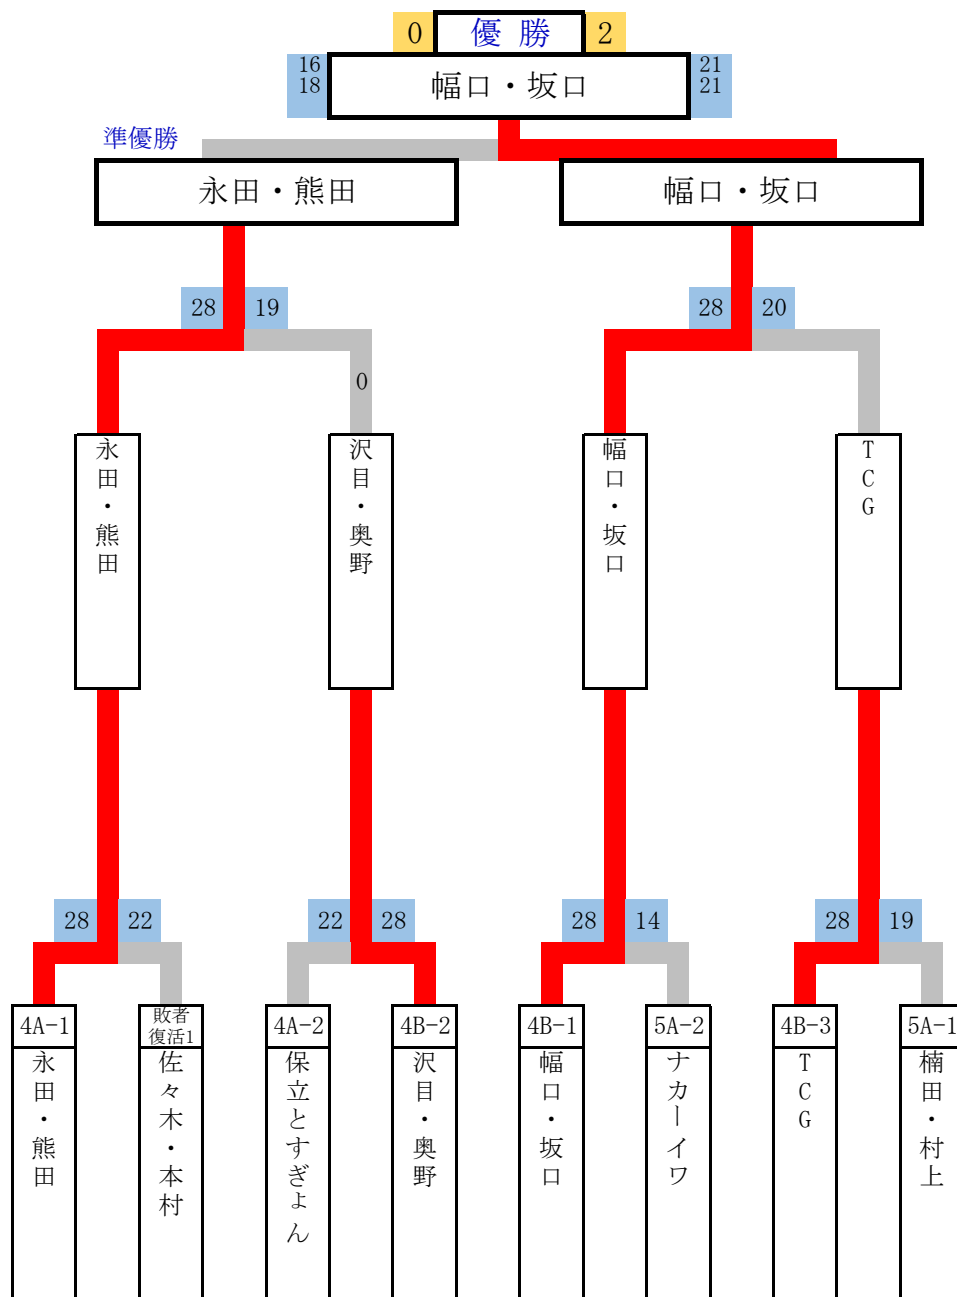 0 優 勝 2
16 幅口・坂口 21
18 21
準優勝
永田・熊田 幅口・坂口
28 19 28 20
0
永田・熊田
沢目・奥野
幅口・坂口
TCG
28 22 22 28 28 14 28 19
4A-1
永田・熊田
敗者
復活1
佐々木・本村
4A-2
保立とすぎょん
4B-2
沢目・奥野
4B-1
幅口・坂口
5A-2
ナカーイワ
4B-3
TCG
5A-1
楠田・村上